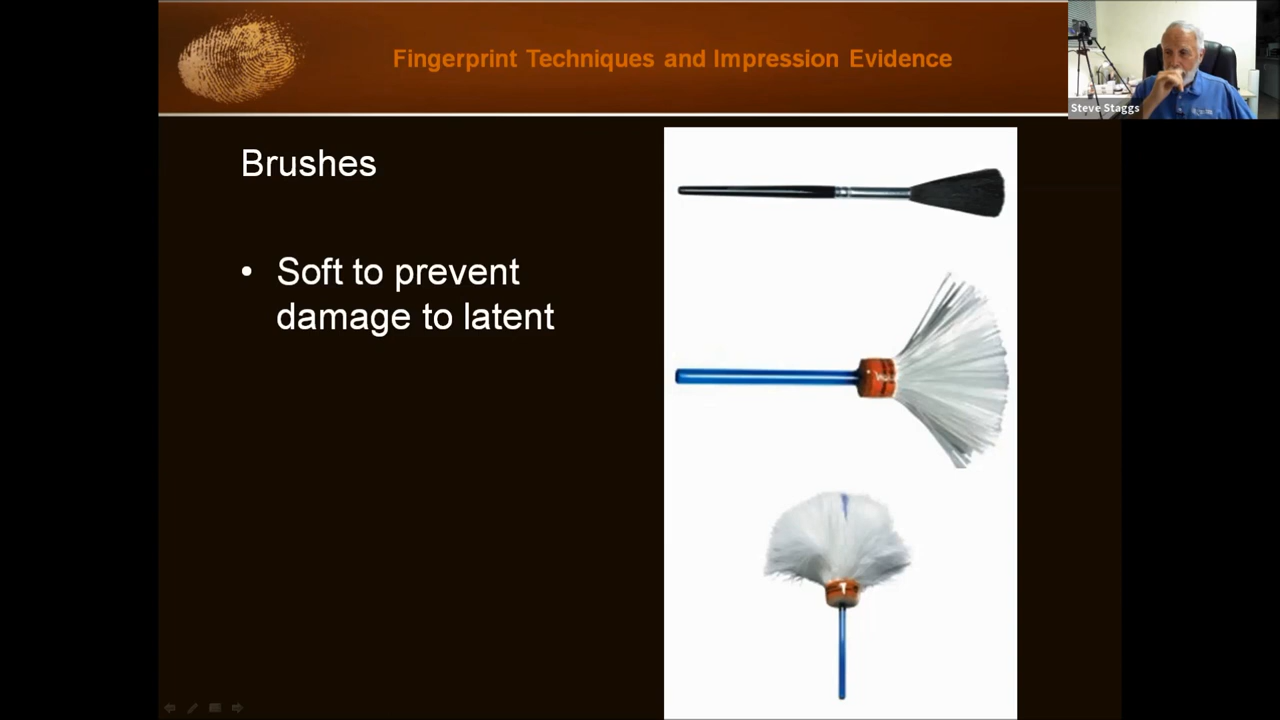 Fingerprint Techniques and Impression Evidence
Steve Staggs
Brushes
• Soft to prevent
damage to latent